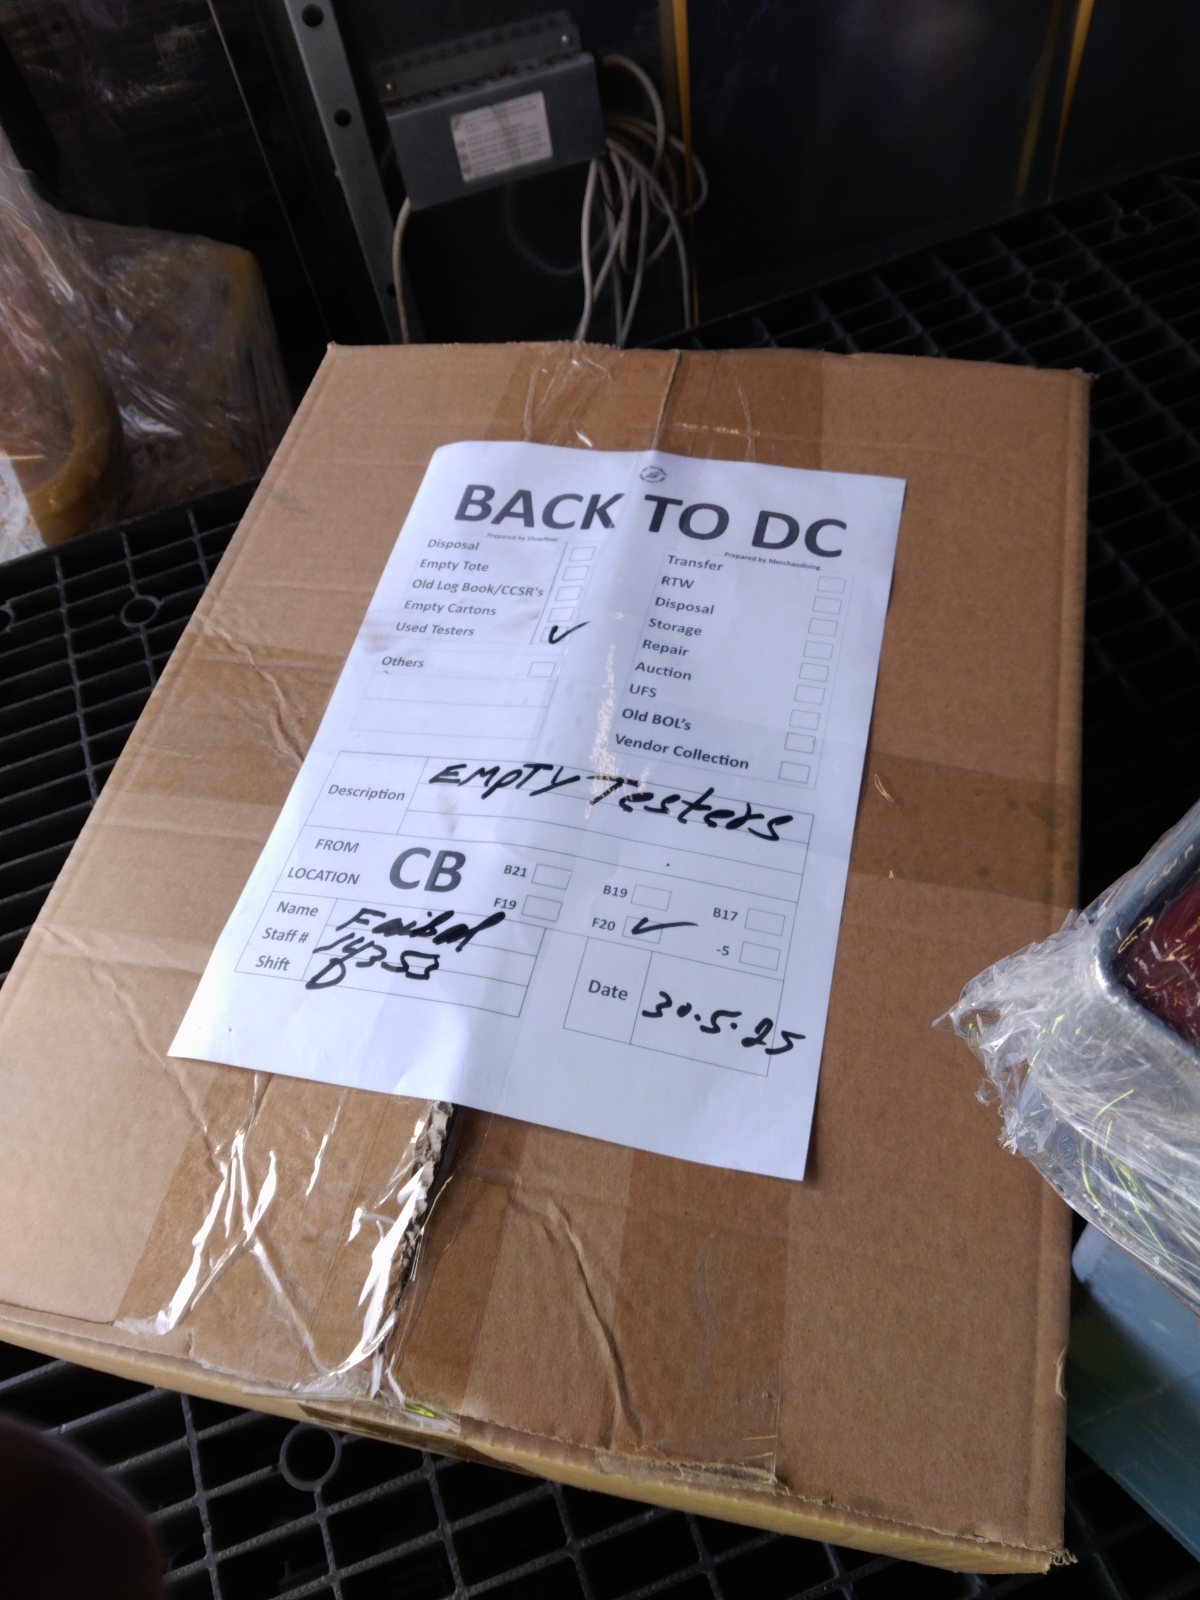 BACK TO DC
Prepared by Shopfloor
Disposal
Empty Tote
Old Log Book/CCSR's
Empty Cartons
Used Testers
Others
Prepared by Merchandising
Transfer
RTW
Disposal
Storage
Repair
Auction
UFS
Old BOL's
Vendor Collection
Description EMPTY Testers
FROM
LOCATION CB
B21 B19 B17
F19 F20 -5
Name
Staff # 14353
Shift D
Date 30.5.25